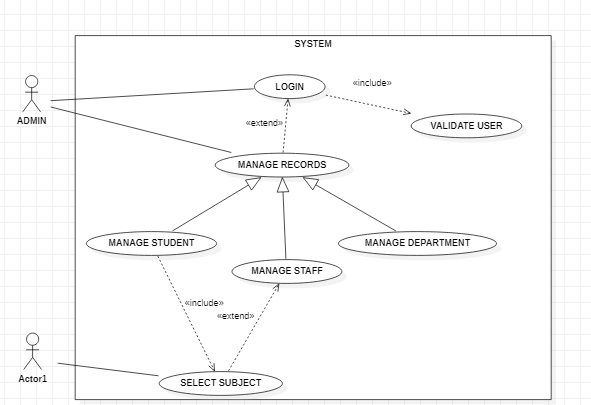 SYSTEM
LOGIN
«include»
ADMIN
«extend»
VALIDATE USER
MANAGE RECORDS
MANAGE STUDENT
MANAGE DEPARTMENT
MANAGE STAFF
«include»
«extend»
Actor1
SELECT SUBJECT